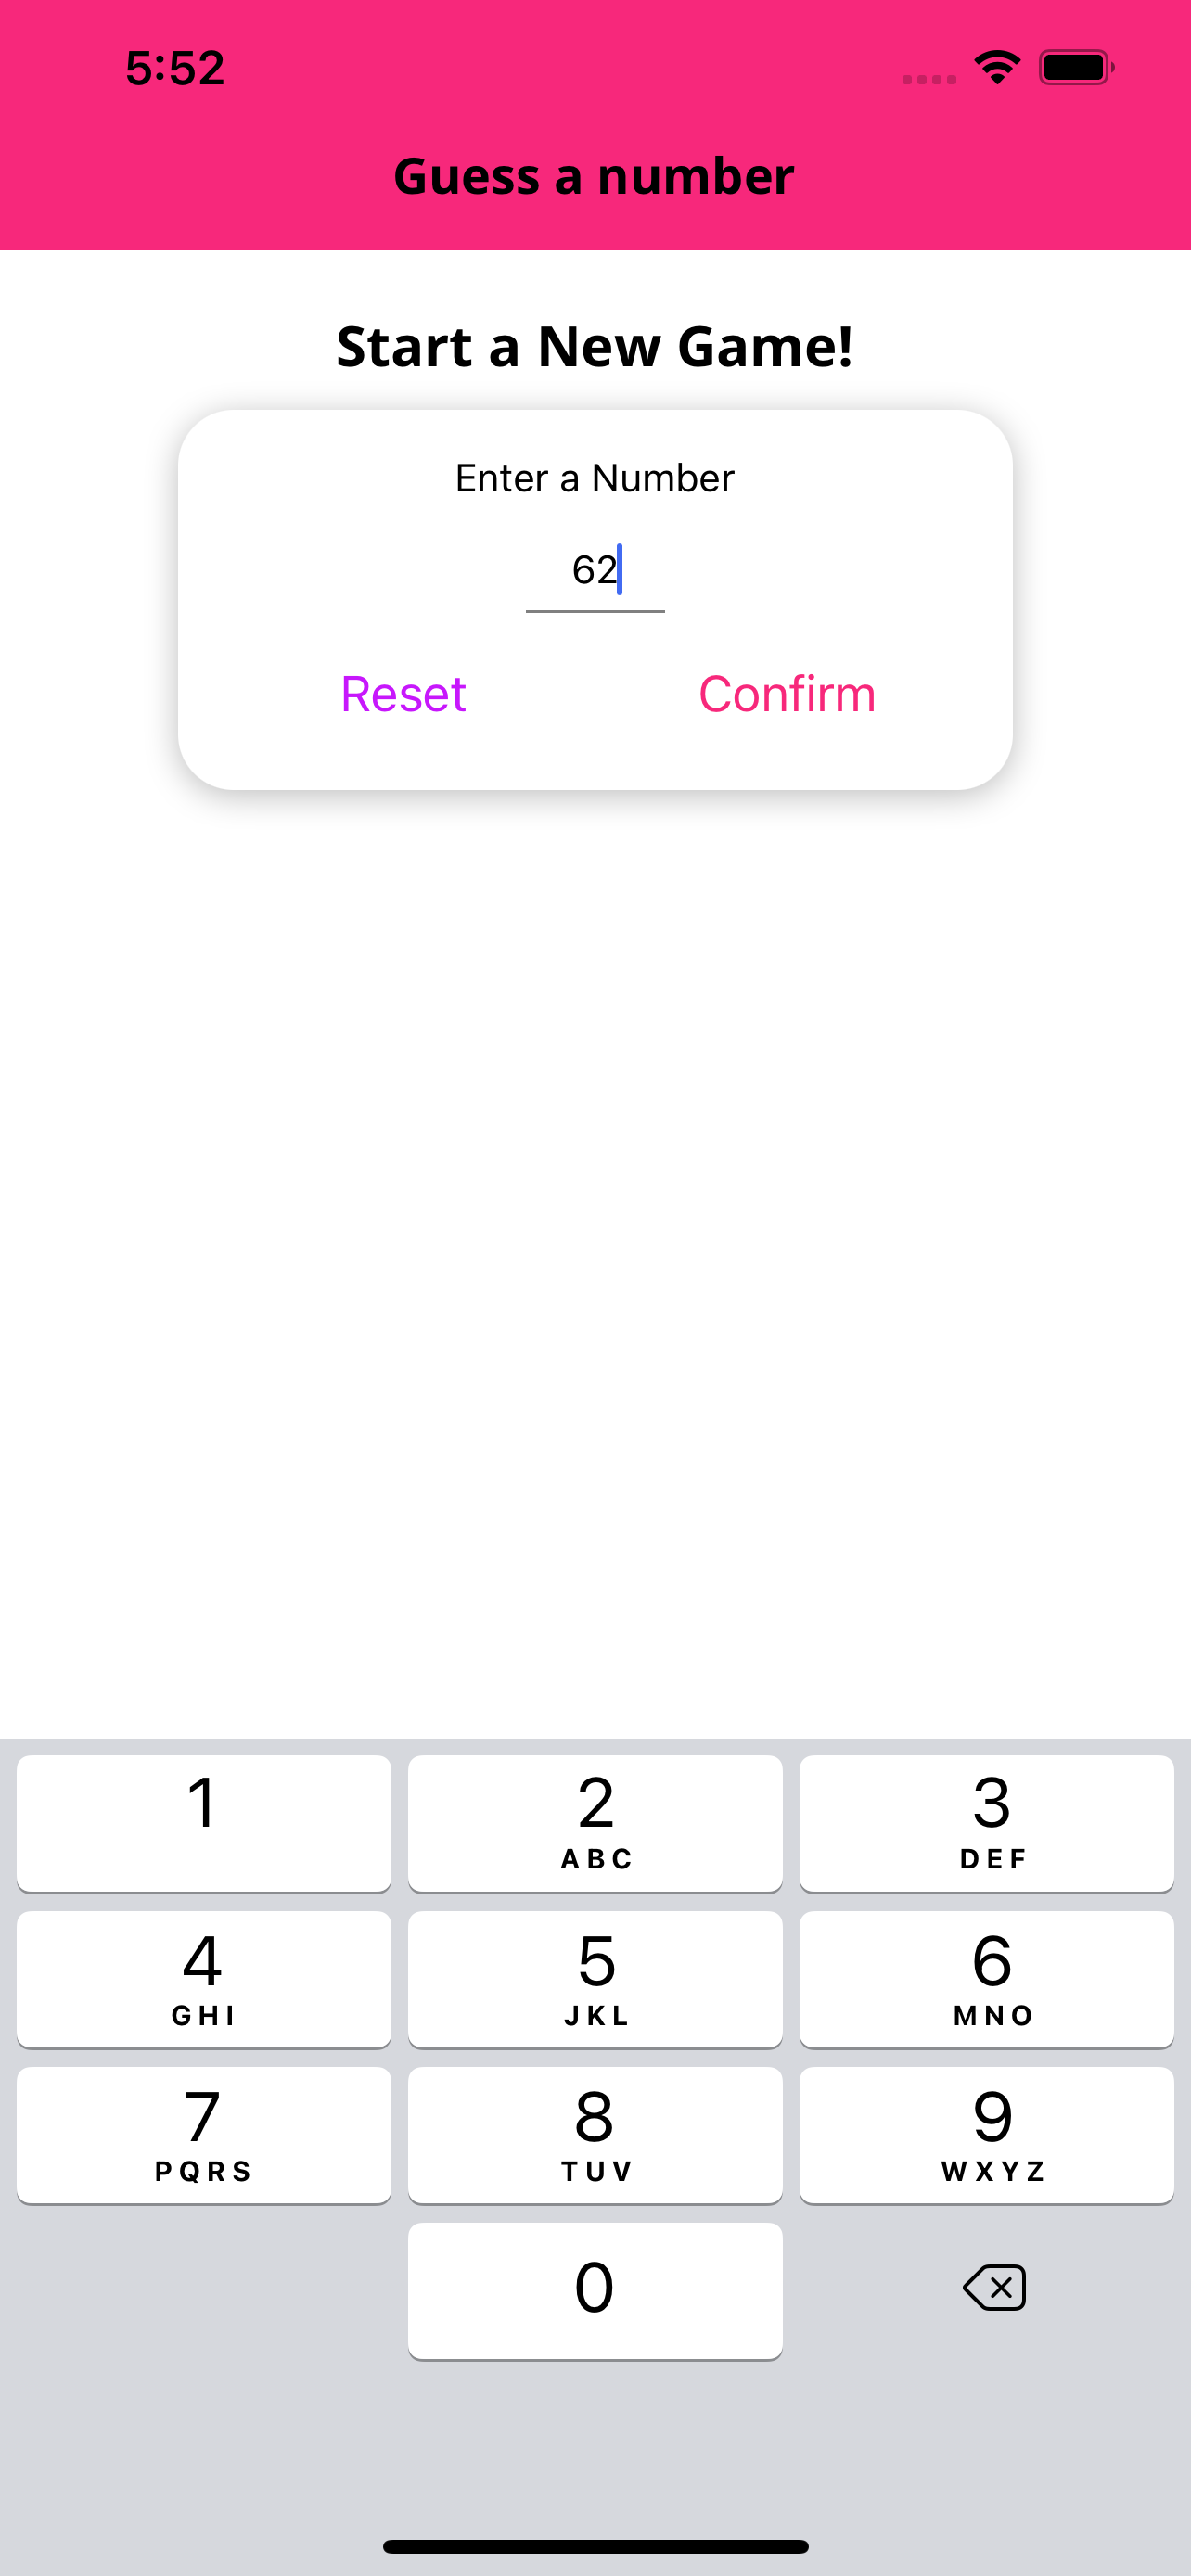 5:52
Guess a number
Start a New Game!
Enter a Number
62
Reset Confirm
1 2 3
ABC DEF
4 5 6
GHI JKL MNO
7 8 9
PQRS TUV WXYZ
0